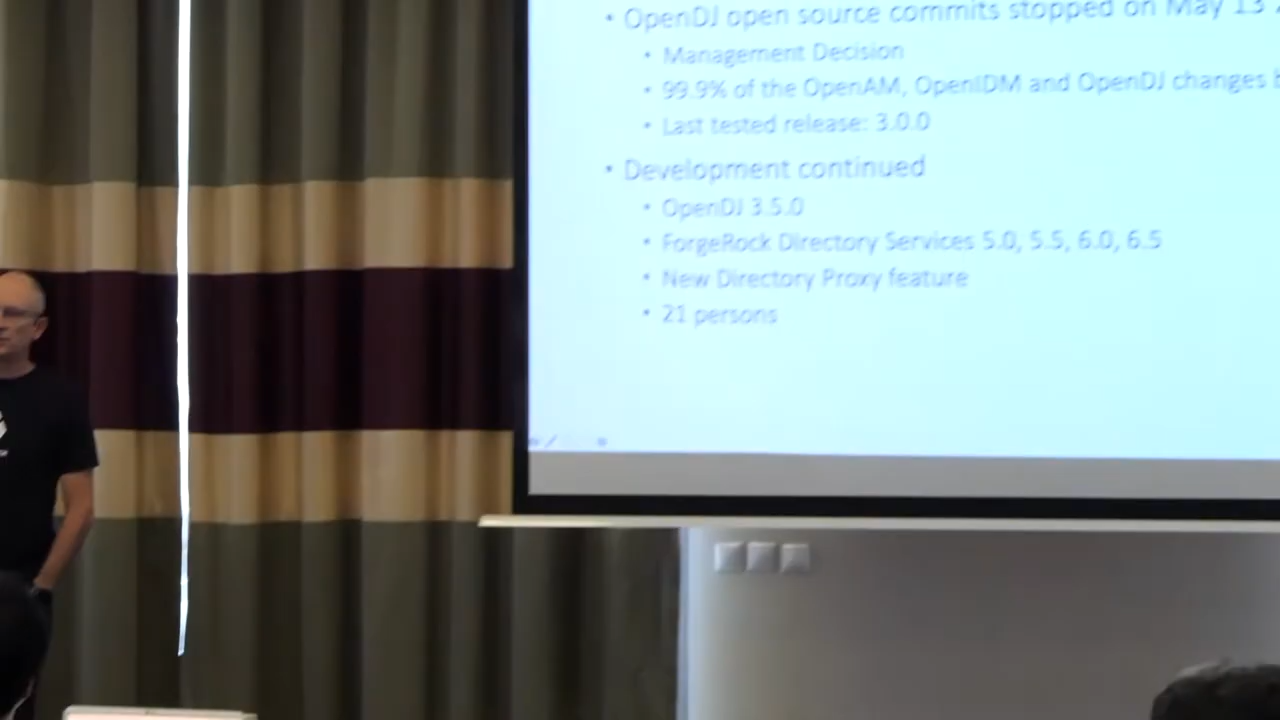 • OpenDJ open source commits stopped on May 13
• Management Decision
• 99.9% of the OpenAM, OpenIDM and OpenDJ changes
• Last tested release: 3.0.0
• Development continued
• OpenDJ 3.5.0
• ForgeRock Directory Services 5.0, 5.5, 6.0, 6.5
• New Directory Proxy feature
• 21 persons